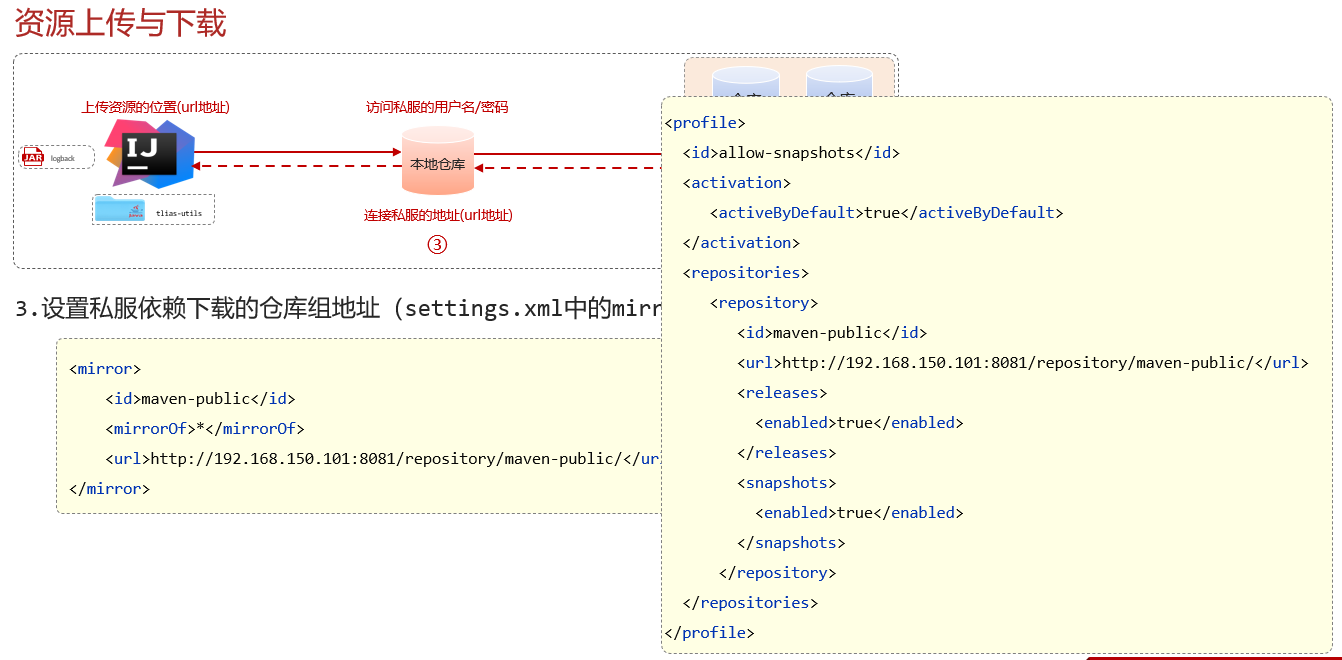 资源上传与下载
上传资源的位置(url地址)
访问私服的用户名/密码
JAR
logback
IJ
本地仓库
tlias-utils
连接私服的地址(url地址)
③
3.设置私服依赖下载的仓库组地址（settings.xml中的mirr
<mirror>
<id>maven-public</id>
<mirrorOf>*</mirrorOf>
<url>http://192.168.150.101:8081/repository/maven-public/</ur
</mirror>
<profile>
<id>allow-snapshots</id>
<activation>
<activeByDefault>true</activeByDefault>
</activation>
<repositories>
<repository>
<id>maven-public</id>
<url>http://192.168.150.101:8081/repository/maven-public/</url>
<releases>
<enabled>true</enabled>
</releases>
<snapshots>
<enabled>true</enabled>
</snapshots>
</repository>
</repositories>
</profile>